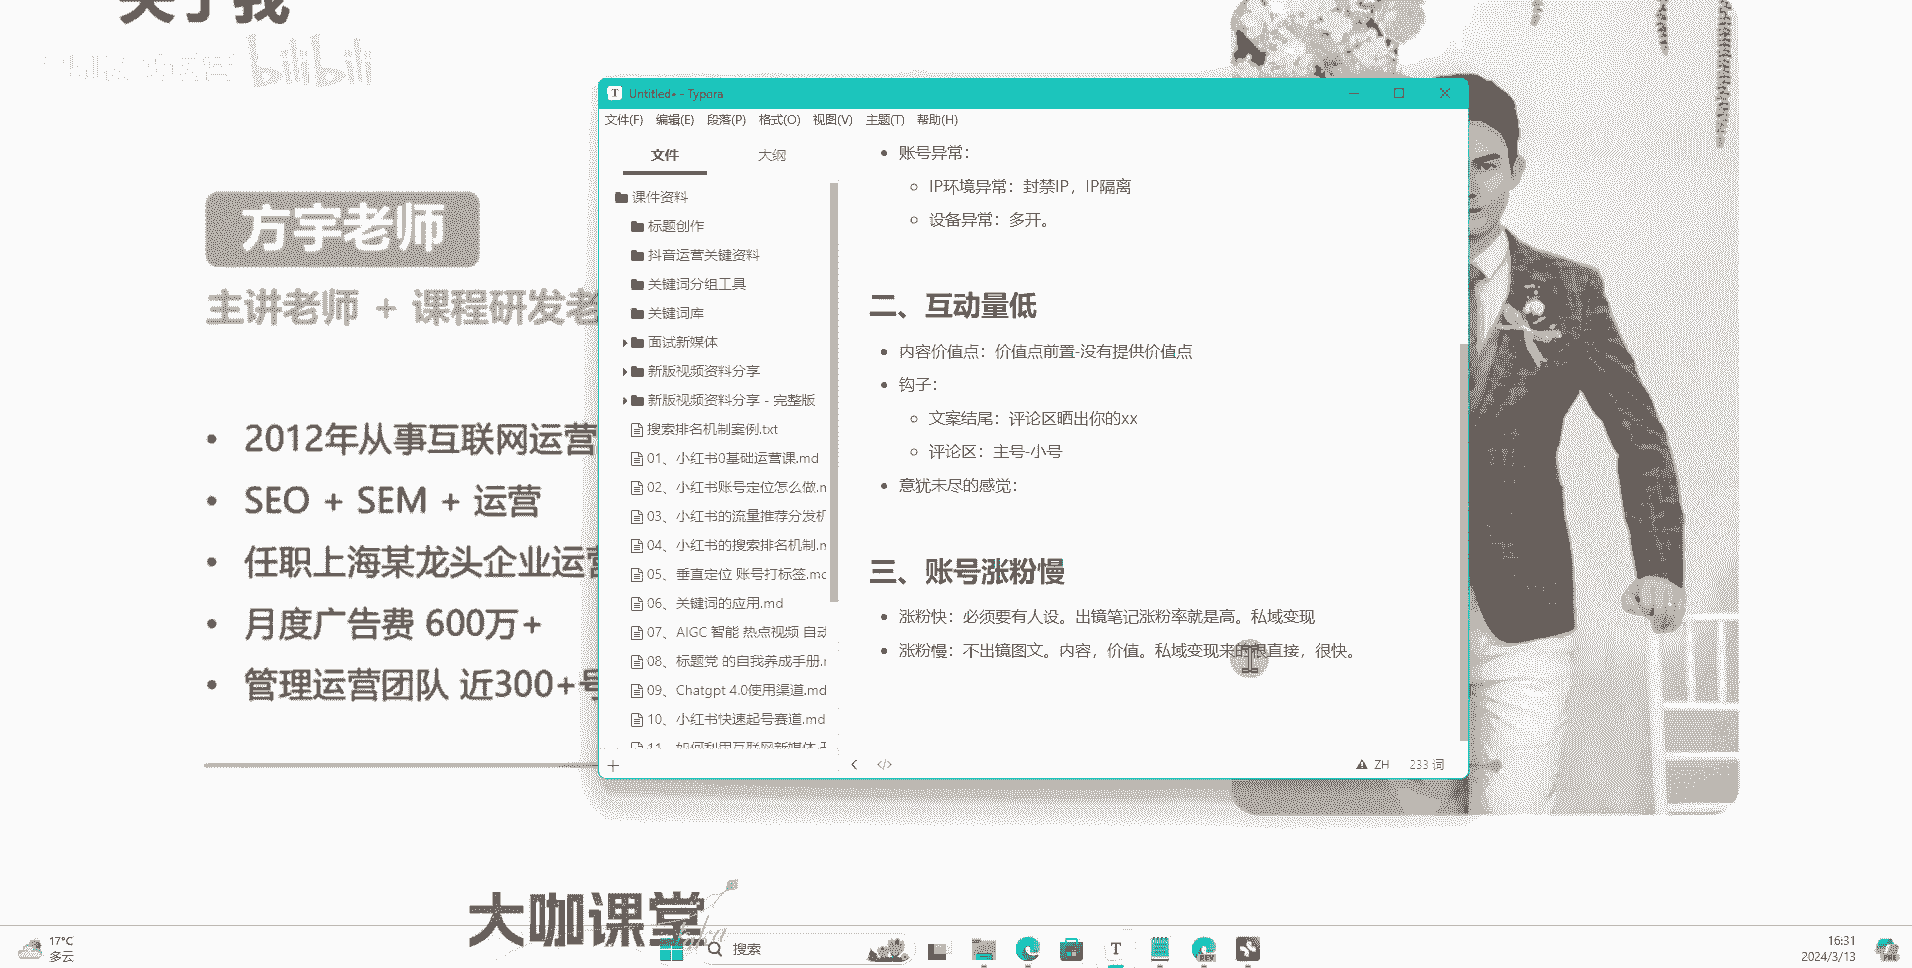 关于我
bilibili
方宇老师
主讲老师 + 课程研发老
2012年从事互联网运营
SEO + SEM + 运营
任职上海某龙头企业运营
月度广告费 600万+
管理运营团队 近300+号
Untitled• - Typora
文件(F) 编辑(E) 段落(P) 格式(O) 视图(V) 主题(T) 帮助(H)
文件 大纲
课件资料
标题创作
抖音运营关键资料
关键词分组工具
关键词库
面试新媒体
新版视频资料分享
新版视频资料分享 - 完整版
搜索排名机制案例.txt
01、小红书0基础运营课.md
02、小红书账号定位怎么做.m
03、小红书的流量推荐分发机
04、小红书的搜索排名机制.m
05、垂直定位 账号打标签.md
06、关键词的应用.md
07、AIGC 智能 热点视频 自动
08、标题党 的自我养成手册.m
09、Chatgpt 4.0使用渠道.md
10、小红书快速起号赛道.md
11、如何利用互联网新媒体
账号异常：
IP环境异常：封禁IP，IP隔离
设备异常：多开。
二、互动量低
内容价值点：价值点前置-没有提供价值点
钩子：
文案结尾：评论区晒出你的xx
评论区：主号-小号
意犹未尽的感觉：
三、账号涨粉慢
涨粉快：必须要有人设。出镜笔记涨粉率就是高。私域变现
涨粉慢：不出镜图文。内容，价值。私域变现来的很直接，很快。
ZH 233 词
大咖课堂
17°C
多云
搜索
16:31
2024/3/13